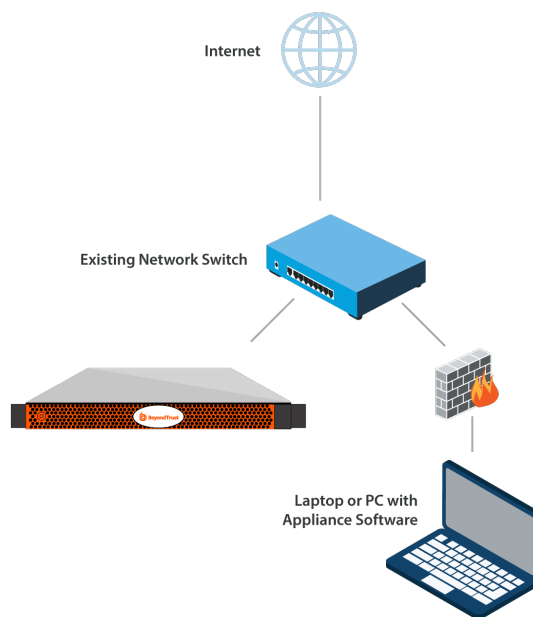 Internet
Existing Network Switch
BeyondTrust
Laptop or PC with
Appliance Software